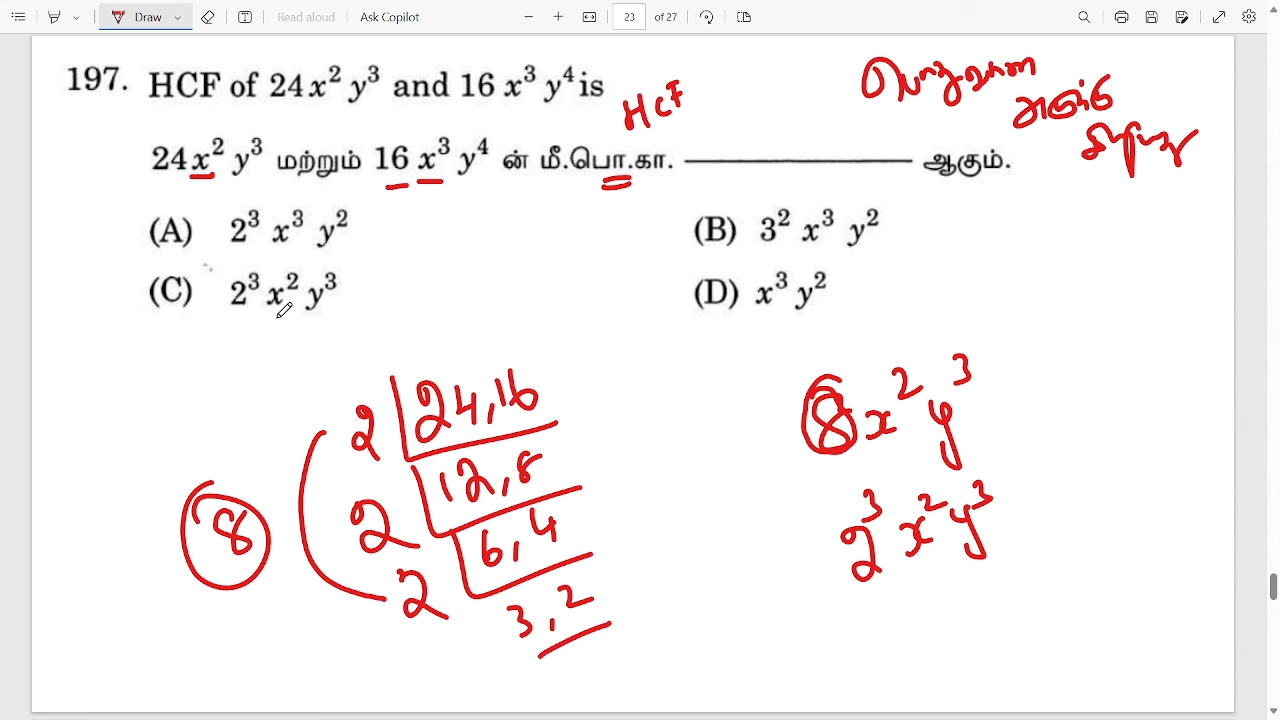 Draw Read aloud Ask Copilot 23 of 27
197. HCF of 24x² y³ and 16 x³ y⁴ is
HCF
பொதுவான
24x² y³ மற்றும் 16 x³ y⁴ ன் மீ.பொ.கா. —————— ஆகும்.
(A) 2³ x³ y² (B) 3² x³ y²
(C) 2³ x² y³ (D) x³ y²
2 24,16
8x² y³
2 12,8
8
2 6,4
2³ x² y³
3,2